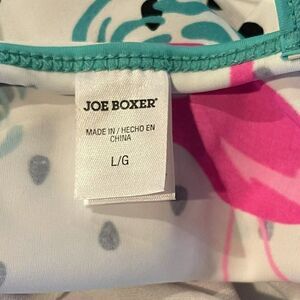 JOE BOXER®
MADE IN / HECHO EN
CHINA
L/G